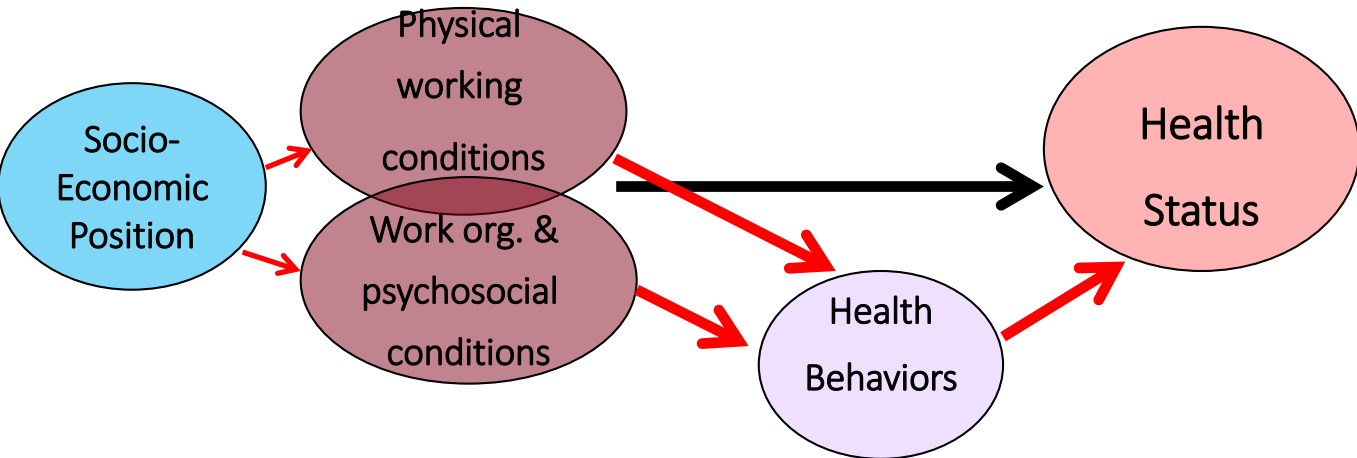 Socio-
Economic
Position
Physical
working
conditions
Work org. &
psychosocial
conditions
Health
Behaviors
Health
Status